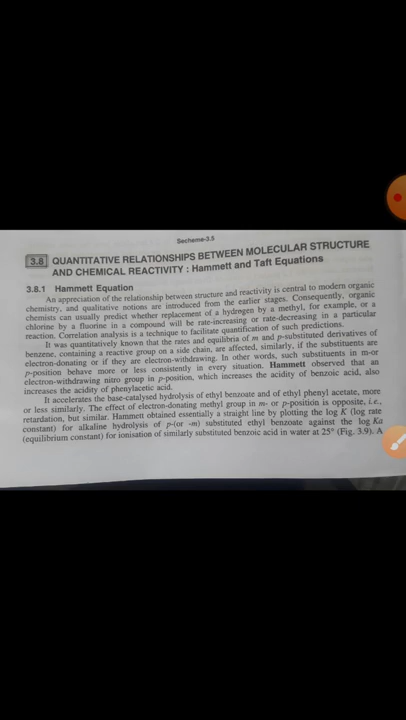 Secheme-3.5
3.8 QUANTITATIVE RELATIONSHIPS BETWEEN MOLECULAR STRUCTURE
AND CHEMICAL REACTIVITY : Hammett and Taft Equations
3.8.1 Hammett Equation
An appreciation of the relationship between structure and reactivity is central to modern organic
chemistry, and qualitative notions are introduced from the earlier stages. Consequently, organic
chemists can usually predict whether replacement of a hydrogen by a methyl, for example, or a
chlorine by a fluorine in a compound will be rate-increasing or rate-decreasing in a particular
reaction. Correlation analysis is a technique to facilitate quantification of such predictions.
It was quantitatively known that the rates and equilibria of m and p-substituted derivatives of
benzene, containing a reactive group on a side chain, are affected, similarly, if the substituents are
electron-donating or if they are electron-withdrawing. In other words, such substituents in m-or
p-position behave more or less consistently in every situation. Hammett observed that an
electron-withdrawing nitro group in p-position, which increases the acidity of benzoic acid, also
increases the acidity of phenylacetic acid.
It accelerates the base-catalysed hydrolysis of ethyl benzoate and of ethyl phenyl acetate, more
or less similarly. The effect of electron-donating methyl group in m- or p-position is opposite, i.e.,
retardation, but similar. Hammett obtained essentially a straight line by plotting the log K (log rate
constant) for alkaline hydrolysis of p-(or -m) substituted ethyl benzoate against the log Ka
(equilibrium constant) for ionisation of similarly substituted benzoic acid in water at 25° (Fig. 3.9). A